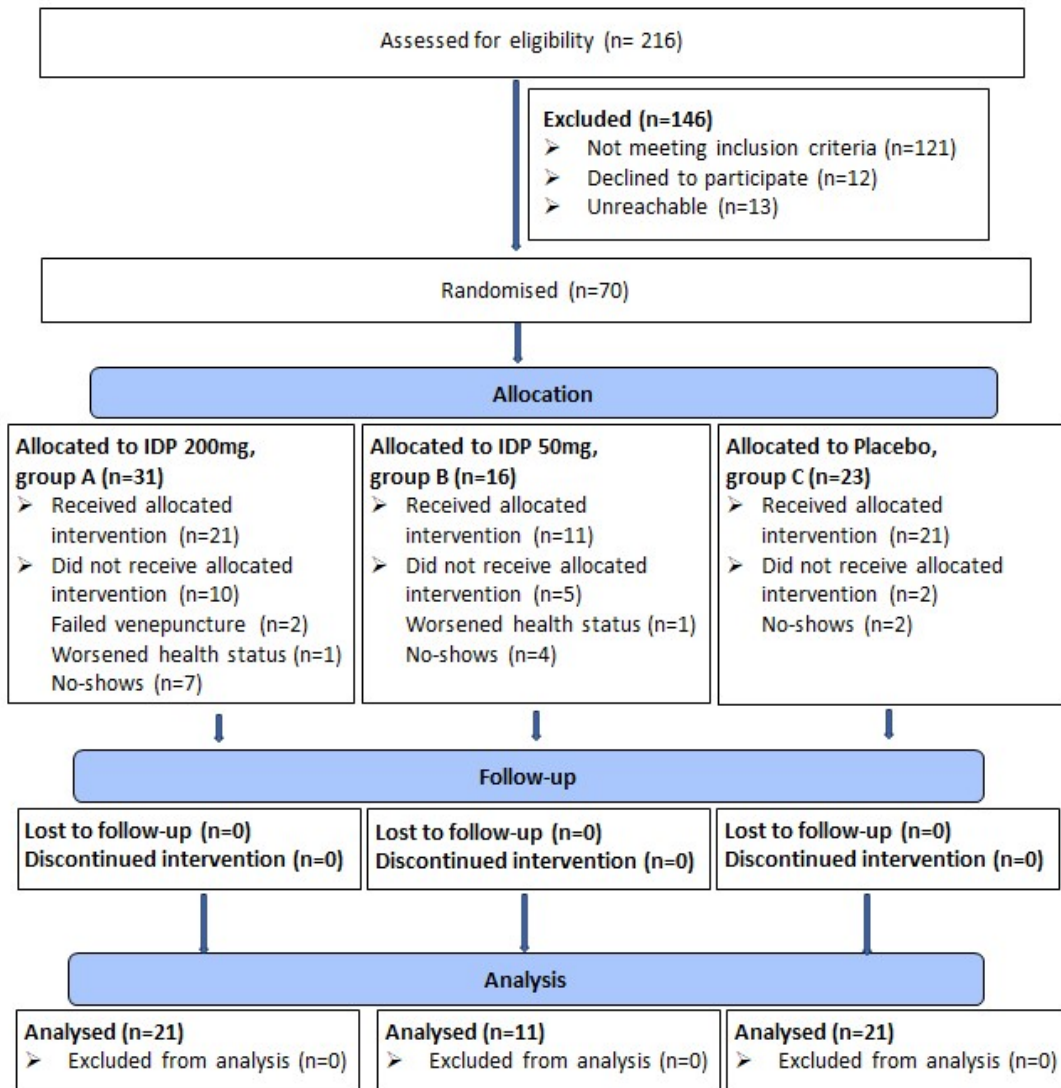 Assessed for eligibility (n= 216)
Excluded (n=146)
➢ Not meeting inclusion criteria (n=121)
➢ Declined to participate (n=12)
➢ Unreachable (n=13)
Randomised (n=70)
Allocation
Allocated to IDP 200mg,
group A (n=31)
➢ Received allocated
intervention (n=21)
➢ Did not receive allocated
intervention (n=10)
Failed venepuncture (n=2)
Worsened health status (n=1)
No-shows (n=7)
Allocated to IDP 50mg,
group B (n=16)
➢ Received allocated
intervention (n=11)
➢ Did not receive allocated
intervention (n=5)
Worsened health status (n=1)
No-shows (n=4)
Allocated to Placebo,
group C (n=23)
➢ Received allocated
intervention (n=21)
➢ Did not receive allocated
intervention (n=2)
No-shows (n=2)
Follow-up
Lost to follow-up (n=0)
Discontinued intervention (n=0)
Lost to follow-up (n=0)
Discontinued intervention (n=0)
Lost to follow-up (n=0)
Discontinued intervention (n=0)
Analysis
Analysed (n=21)
➢ Excluded from analysis (n=0)
Analysed (n=11)
➢ Excluded from analysis (n=0)
Analysed (n=21)
➢ Excluded from analysis (n=0)